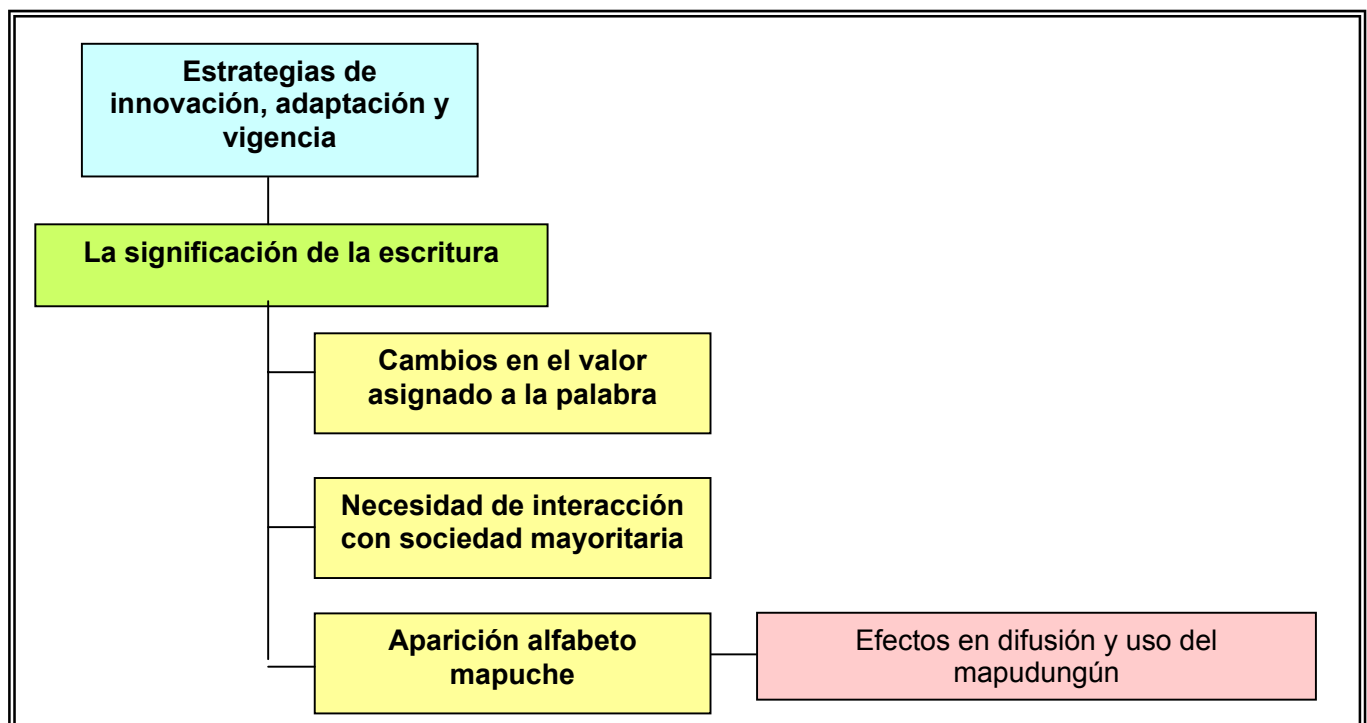 Estrategias de
innovación, adaptación y
vigencia
La significación de la escritura
Cambios en el valor
asignado a la palabra
Necesidad de interacción
con sociedad mayoritaria
Aparición alfabeto
mapuche
Efectos en difusión y uso del
mapudungún